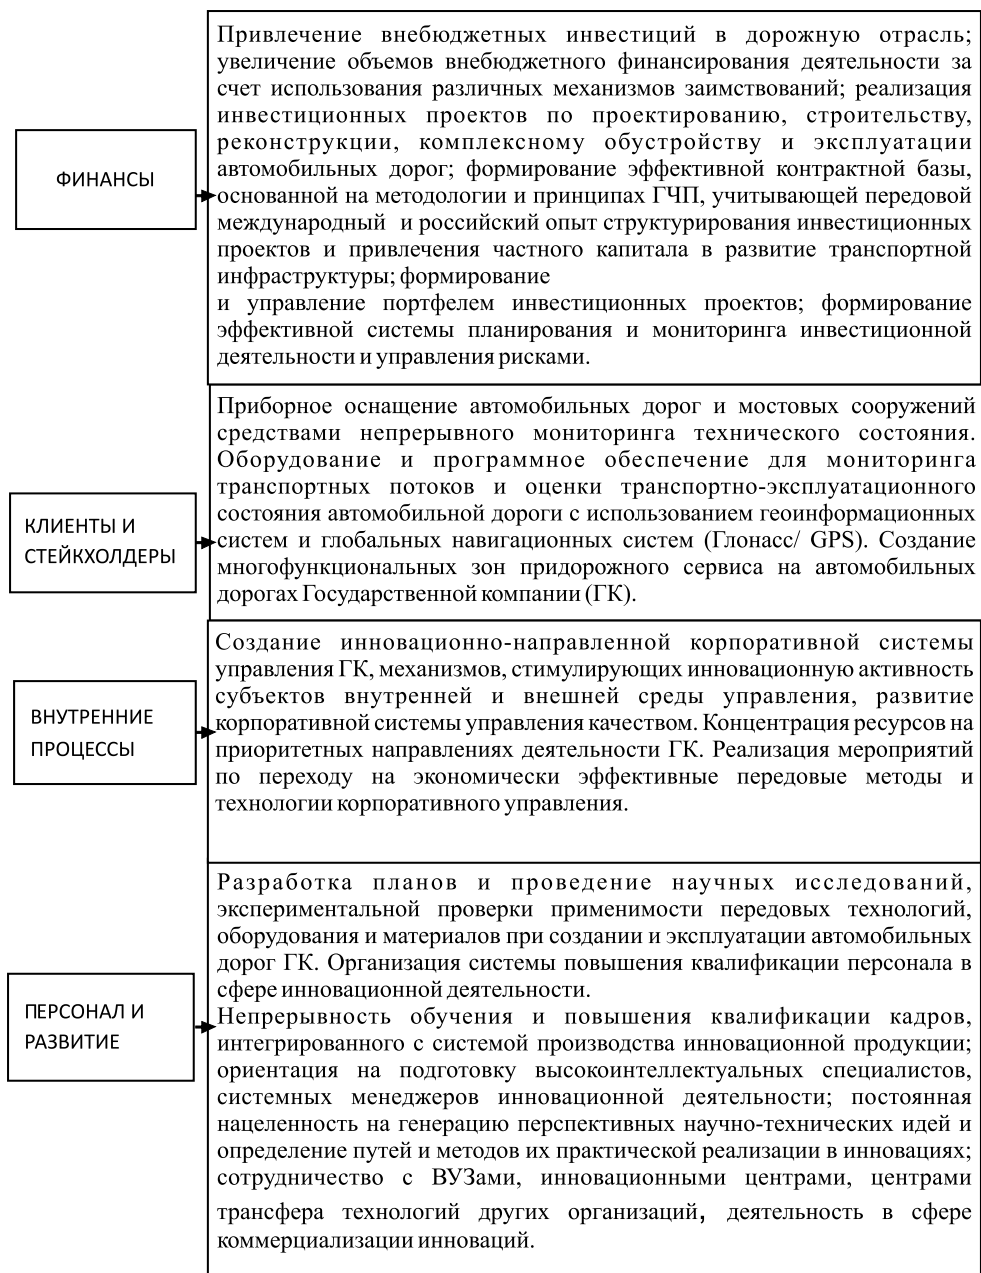 ФИНАНСЫ
Привлечение внебюджетных инвестиций в дорожную отрасль;
увеличение объемов внебюджетного финансирования деятельности за
счет использования различных механизмов заимствований; реализация
инвестиционных проектов по проектированию, строительству,
реконструкции, комплексному обустройству и эксплуатации
автомобильных дорог; формирование эффективной контрактной базы,
основанной на методологии и принципах ГЧП, учитывающей передовой
международный и российский опыт структурирования инвестиционных
проектов и привлечения частного капитала в развитие транспортной
инфраструктуры; формирование
и управление портфелем инвестиционных проектов; формирование
эффективной системы планирования и мониторинга инвестиционной
деятельности и управления рисками.
КЛИЕНТЫ И
СТЕЙКХОЛДЕРЫ
Приборное оснащение автомобильных дорог и мостовых сооружений
средствами непрерывного мониторинга технического состояния.
Оборудование и программное обеспечение для мониторинга
транспортных потоков и оценки транспортно-эксплуатационного
состояния автомобильной дороги с использованием геоинформационных
систем и глобальных навигационных систем (Глонасс/ GPS). Создание
многофункциональных зон придорожного сервиса на автомобильных
дорогах Государственной компании (ГК).
ВНУТРЕННИЕ
ПРОЦЕССЫ
Создание инновационно-направленной корпоративной системы
управления ГК, механизмов, стимулирующих инновационную активность
субъектов внутренней и внешней среды управления, развитие
корпоративной системы управления качеством. Концентрация ресурсов на
приоритетных направлениях деятельности ГК. Реализация мероприятий
по переходу на экономически эффективные передовые методы и
технологии корпоративного управления.
ПЕРСОНАЛ И
РАЗВИТИЕ
Разработка планов и проведение научных исследований,
экспериментальной проверки применимости передовых технологий,
оборудования и материалов при создании и эксплуатации автомобильных
дорог ГК. Организация системы повышения квалификации персонала в
сфере инновационной деятельности.
Непрерывность обучения и повышения квалификации кадров,
интегрированного с системой производства инновационной продукции;
ориентация на подготовку высокоинтеллектуальных специалистов,
системных менеджеров инновационной деятельности; постоянная
нацеленность на генерацию перспективных научно-технических идей и
определение путей и методов их практической реализации в инновациях;
сотрудничество с ВУЗами, инновационными центрами, центрами
трансфера технологий других организаций, деятельность в сфере
коммерциализации инноваций.